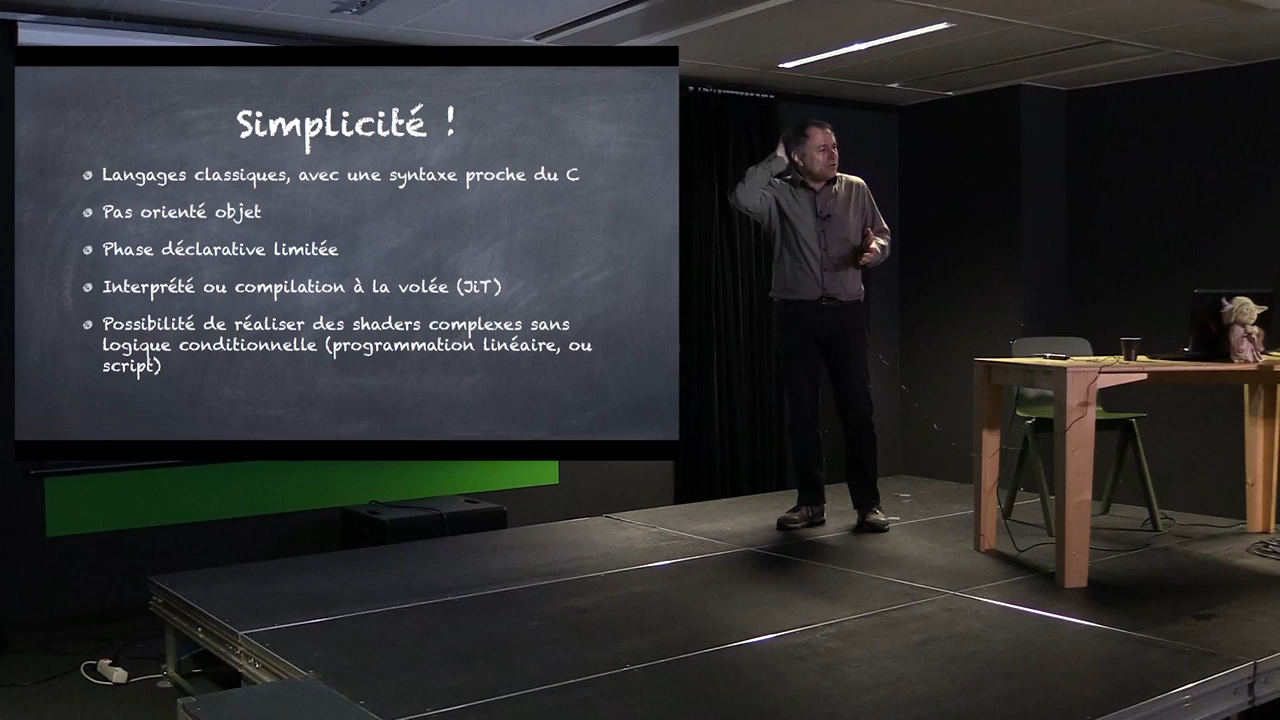 Simplicité !
Langages classiques, avec une syntaxe proche du C
Pas orienté objet
Phase déclarative limitée
Interprété ou compilation à la volée (JiT)
Possibilité de réaliser des shaders complexes sans
logique conditionnelle (programmation linéaire, ou
script)